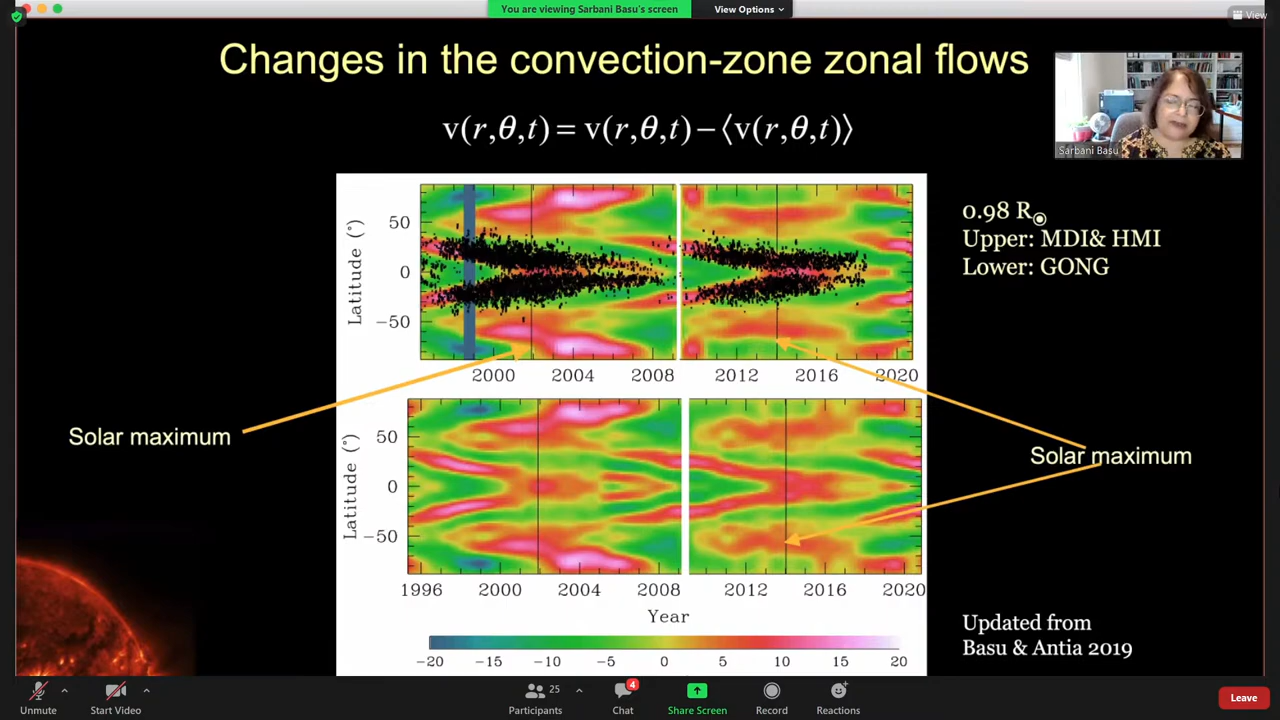 You are viewing Sarbani Basu's screen
View Options
View
Changes in the convection-zone zonal flows
v(r,θ,t) = v(r,θ,t) – ⟨v(r,θ,t)⟩
Sarbani Basu
0.98 R☉
Upper: MDI& HMI
Lower: GONG
Latitude (°)
50
0
−50
2000 2004 2008 2012 2016 2020
Solar maximum
Solar maximum
Latitude (°)
50
0
−50
1996 2000 2004 2008 2012 2016 2020
Year
−20 −15 −10 −5 0 5 10 15 20
Updated from
Basu & Antia 2019
Unmute
Start Video
25
Participants
4
Chat
Share Screen
Record
Reactions
Leave